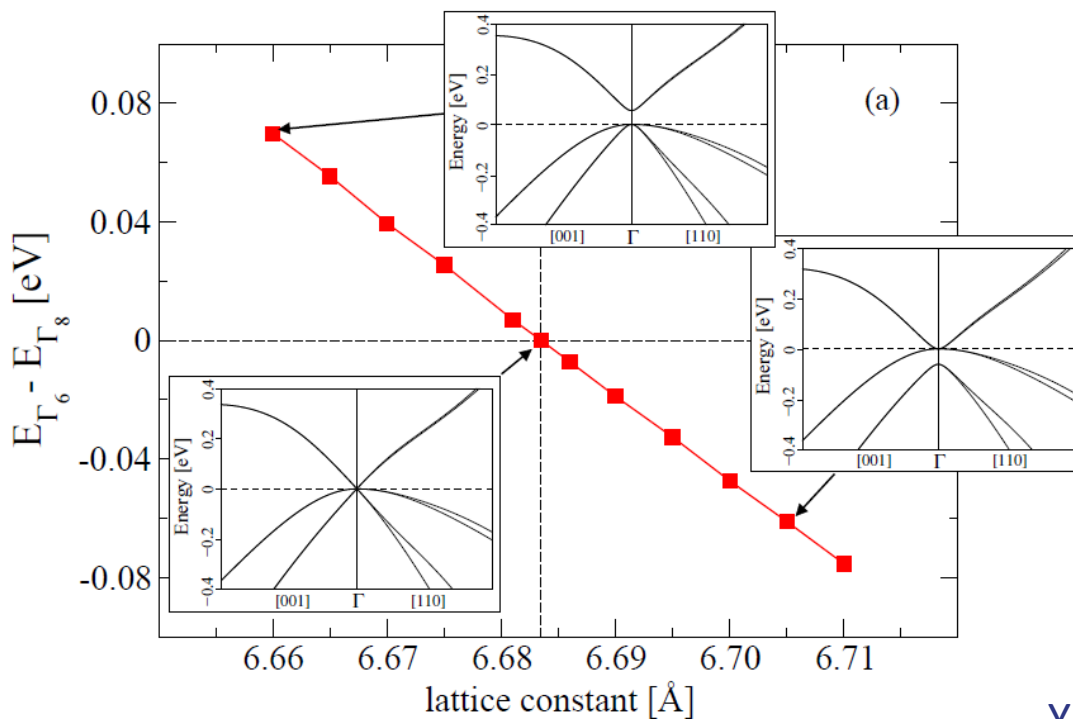 (a)
E_Γ6 - E_Γ8 [eV]
0.08
0.04
0
-0.04
-0.08
6.66 6.67 6.68 6.69 6.70 6.71
lattice constant [Å]
Energy [eV]
0.4
0.2
0
-0.2
-0.4
[001] Γ [110]
Energy [eV]
0.4
0.2
0
-0.2
-0.4
[001] Γ [110]
Energy [eV]
0.4
0.2
0
-0.2
-0.4
[001] Γ [110]